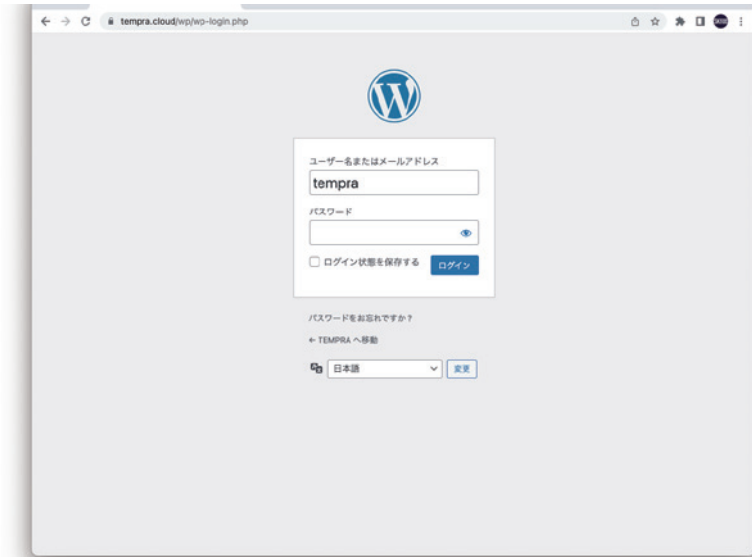 tempra.cloud/wp/wp-login.php
ユーザー名またはメールアドレス
tempra
パスワード
ログイン状態を保存する
ログイン
パスワードをお忘れですか？
← TEMPRA へ移動
日本語
変更